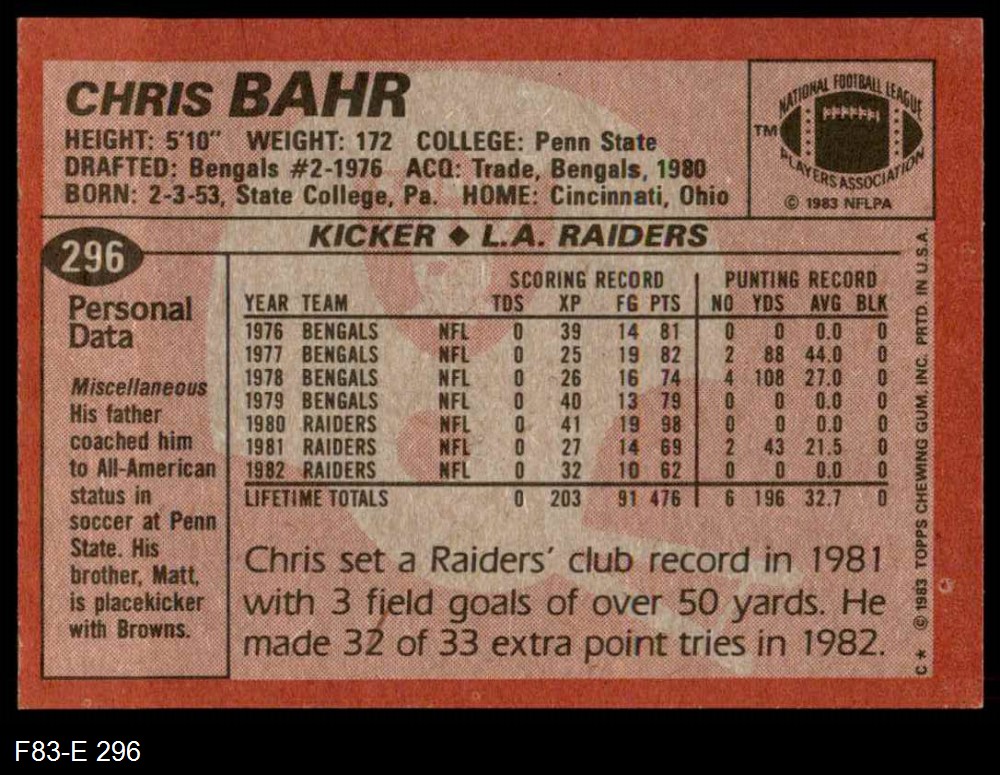 CHRIS BAHR
HEIGHT: 5'10" WEIGHT: 172 COLLEGE: Penn State
DRAFTED: Bengals #2-1976 ACQ: Trade, Bengals, 1980
BORN: 2-3-53, State College, Pa. HOME: Cincinnati, Ohio
NATIONAL FOOTBALL LEAGUE
TM
PLAYERS ASSOCIATION
© 1983 NFLPA
296
KICKER ♦ L.A. RAIDERS
Personal
Data
Miscellaneous
His father
coached him
to All-American
status in
soccer at Penn
State. His
brother, Matt,
is placekicker
with Browns.
SCORING RECORD PUNTING RECORD
YEAR TEAM TDS XP FG PTS NO YDS AVG BLK
1976 BENGALS NFL 0 39 14 81 0 0 0.0 0
1977 BENGALS NFL 0 25 19 82 2 88 44.0 0
1978 BENGALS NFL 0 26 16 74 4 108 27.0 0
1979 BENGALS NFL 0 40 13 79 0 0 0.0 0
1980 RAIDERS NFL 0 41 19 98 0 0 0.0 0
1981 RAIDERS NFL 0 27 14 69 2 43 21.5 0
1982 RAIDERS NFL 0 32 10 62 0 0 0.0 0
LIFETIME TOTALS 0 203 91 476 6 196 32.7 0
Chris set a Raiders' club record in 1981
with 3 field goals of over 50 yards. He
made 32 of 33 extra point tries in 1982.
C* © 1983 TOPPS CHEWING GUM, INC. PRTD. IN U.S.A.
F83-E 296